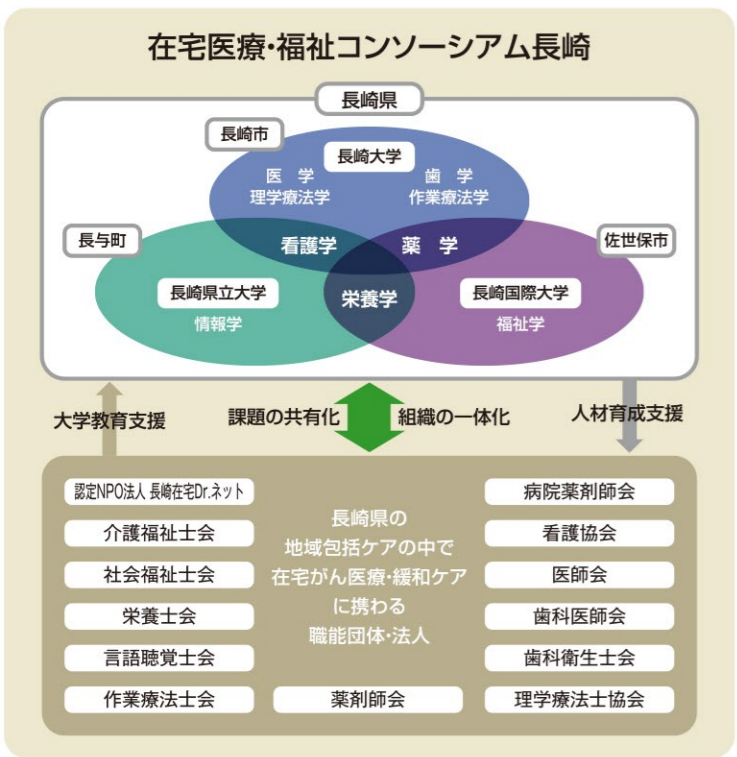 在宅医療・福祉コンソーシアム長崎
長崎県
長崎市
長崎大学
医 学
歯 学
理学療法学
作業療法学
長与町
看護学
薬 学
佐世保市
長崎県立大学
栄養学
長崎国際大学
情報学
福祉学
大学教育支援
課題の共有化
組織の一体化
人材育成支援
認定NPO法人 長崎在宅Dr.ネット
介護福祉士会
社会福祉士会
栄養士会
言語聴覚士会
作業療法士会
長崎県の
地域包括ケアの中で
在宅がん医療・緩和ケア
に携わる
職能団体・法人
薬剤師会
病院薬剤師会
看護協会
医師会
歯科医師会
歯科衛生士会
理学療法士協会